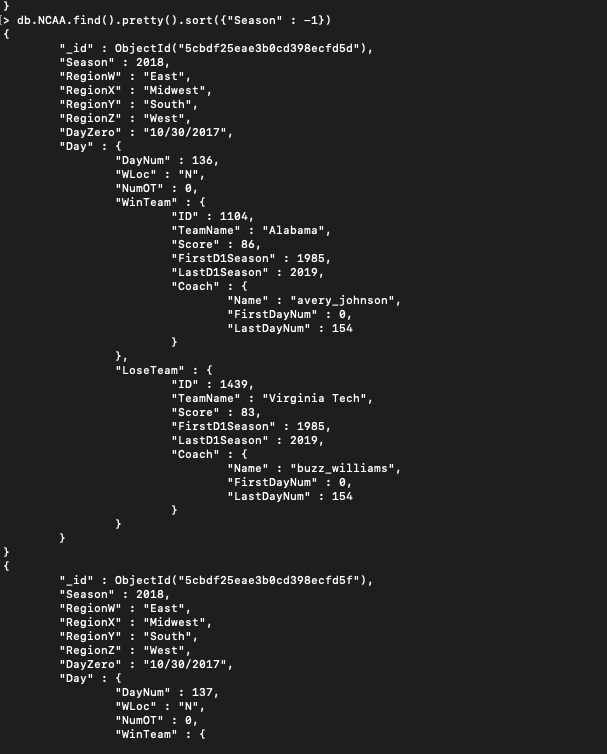 }
> db.NCAA.find().pretty().sort({"Season" : -1})
{
"_id" : ObjectId("5cbdf25eae3b0cd398ecfd5d"),
"Season" : 2018,
"RegionW" : "East",
"RegionX" : "Midwest",
"RegionY" : "South",
"RegionZ" : "West",
"DayZero" : "10/30/2017",
"Day" : {
"DayNum" : 136,
"WLoc" : "N",
"NumOT" : 0,
"WinTeam" : {
"ID" : 1104,
"TeamName" : "Alabama",
"Score" : 86,
"FirstD1Season" : 1985,
"LastD1Season" : 2019,
"Coach" : {
"Name" : "avery_johnson",
"FirstDayNum" : 0,
"LastDayNum" : 154
}
},
"LoseTeam" : {
"ID" : 1439,
"TeamName" : "Virginia Tech",
"Score" : 83,
"FirstD1Season" : 1985,
"LastD1Season" : 2019,
"Coach" : {
"Name" : "buzz_williams",
"FirstDayNum" : 0,
"LastDayNum" : 154
}
}
}
}
{
"_id" : ObjectId("5cbdf25eae3b0cd398ecfd5f"),
"Season" : 2018,
"RegionW" : "East",
"RegionX" : "Midwest",
"RegionY" : "South",
"RegionZ" : "West",
"DayZero" : "10/30/2017",
"Day" : {
"DayNum" : 137,
"WLoc" : "N",
"NumOT" : 0,
"WinTeam" : {